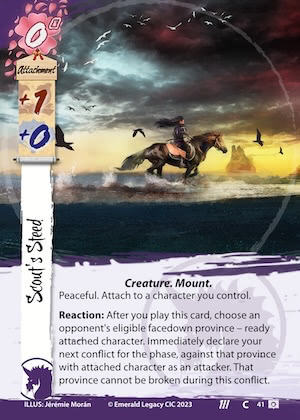 0
Attachment
+1
+0
Scout's Steed
Creature. Mount.
Peaceful. Attach to a character you control.
Reaction: After you play this card, choose an
opponent's eligible facedown province – ready
attached character. Immediately declare your
next conflict for the phase, against that province
with attached character as an attacker. That
province cannot be broken during this conflict.
ILLUS: Jérémie Morán © Emerald Legacy CIC 2023 C 41